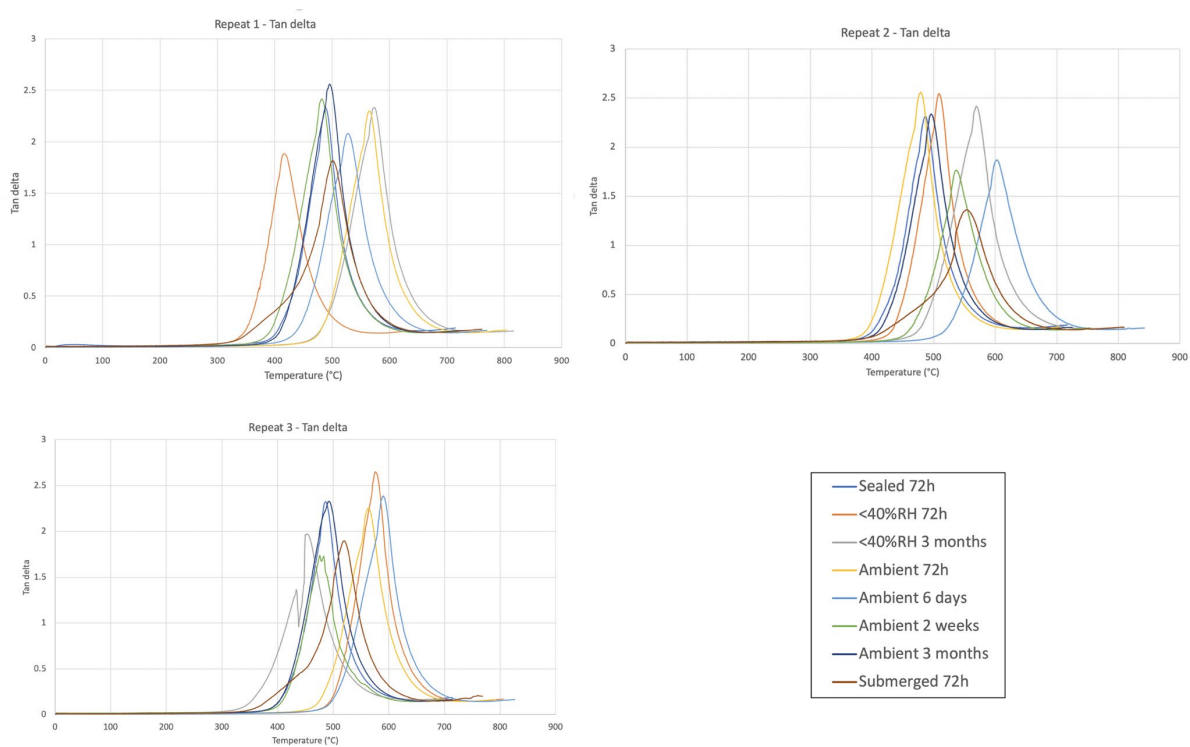 Repeat 1 - Tan delta
3
2.5
2
1.5
1
0.5
0
Tan delta
0 100 200 300 400 500 600 700 800 900
Temperature (°C)
Repeat 2 - Tan delta
3
2.5
2
1.5
1
0.5
0
Tan delta
0 100 200 300 400 500 600 700 800 900
Temperature (°C)
Repeat 3 - Tan delta
3
2.5
2
1.5
1
0.5
0
Tan delta
0 100 200 300 400 500 600 700 800 900
Temperature (°C)
Sealed 72h
<40%RH 72h
<40%RH 3 months
Ambient 72h
Ambient 6 days
Ambient 2 weeks
Ambient 3 months
Submerged 72h